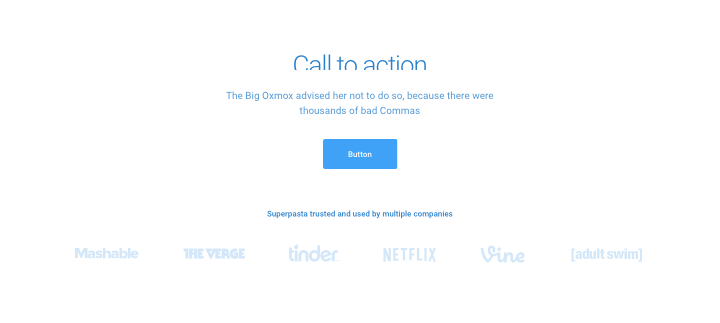 Call to action
The Big Oxmox advised her not to do so, because there were
thousands of bad Commas
Button
Superpasta trusted and used by multiple companies
Mashable THE VERGE tinder NETFLIX Vine [adult swim]